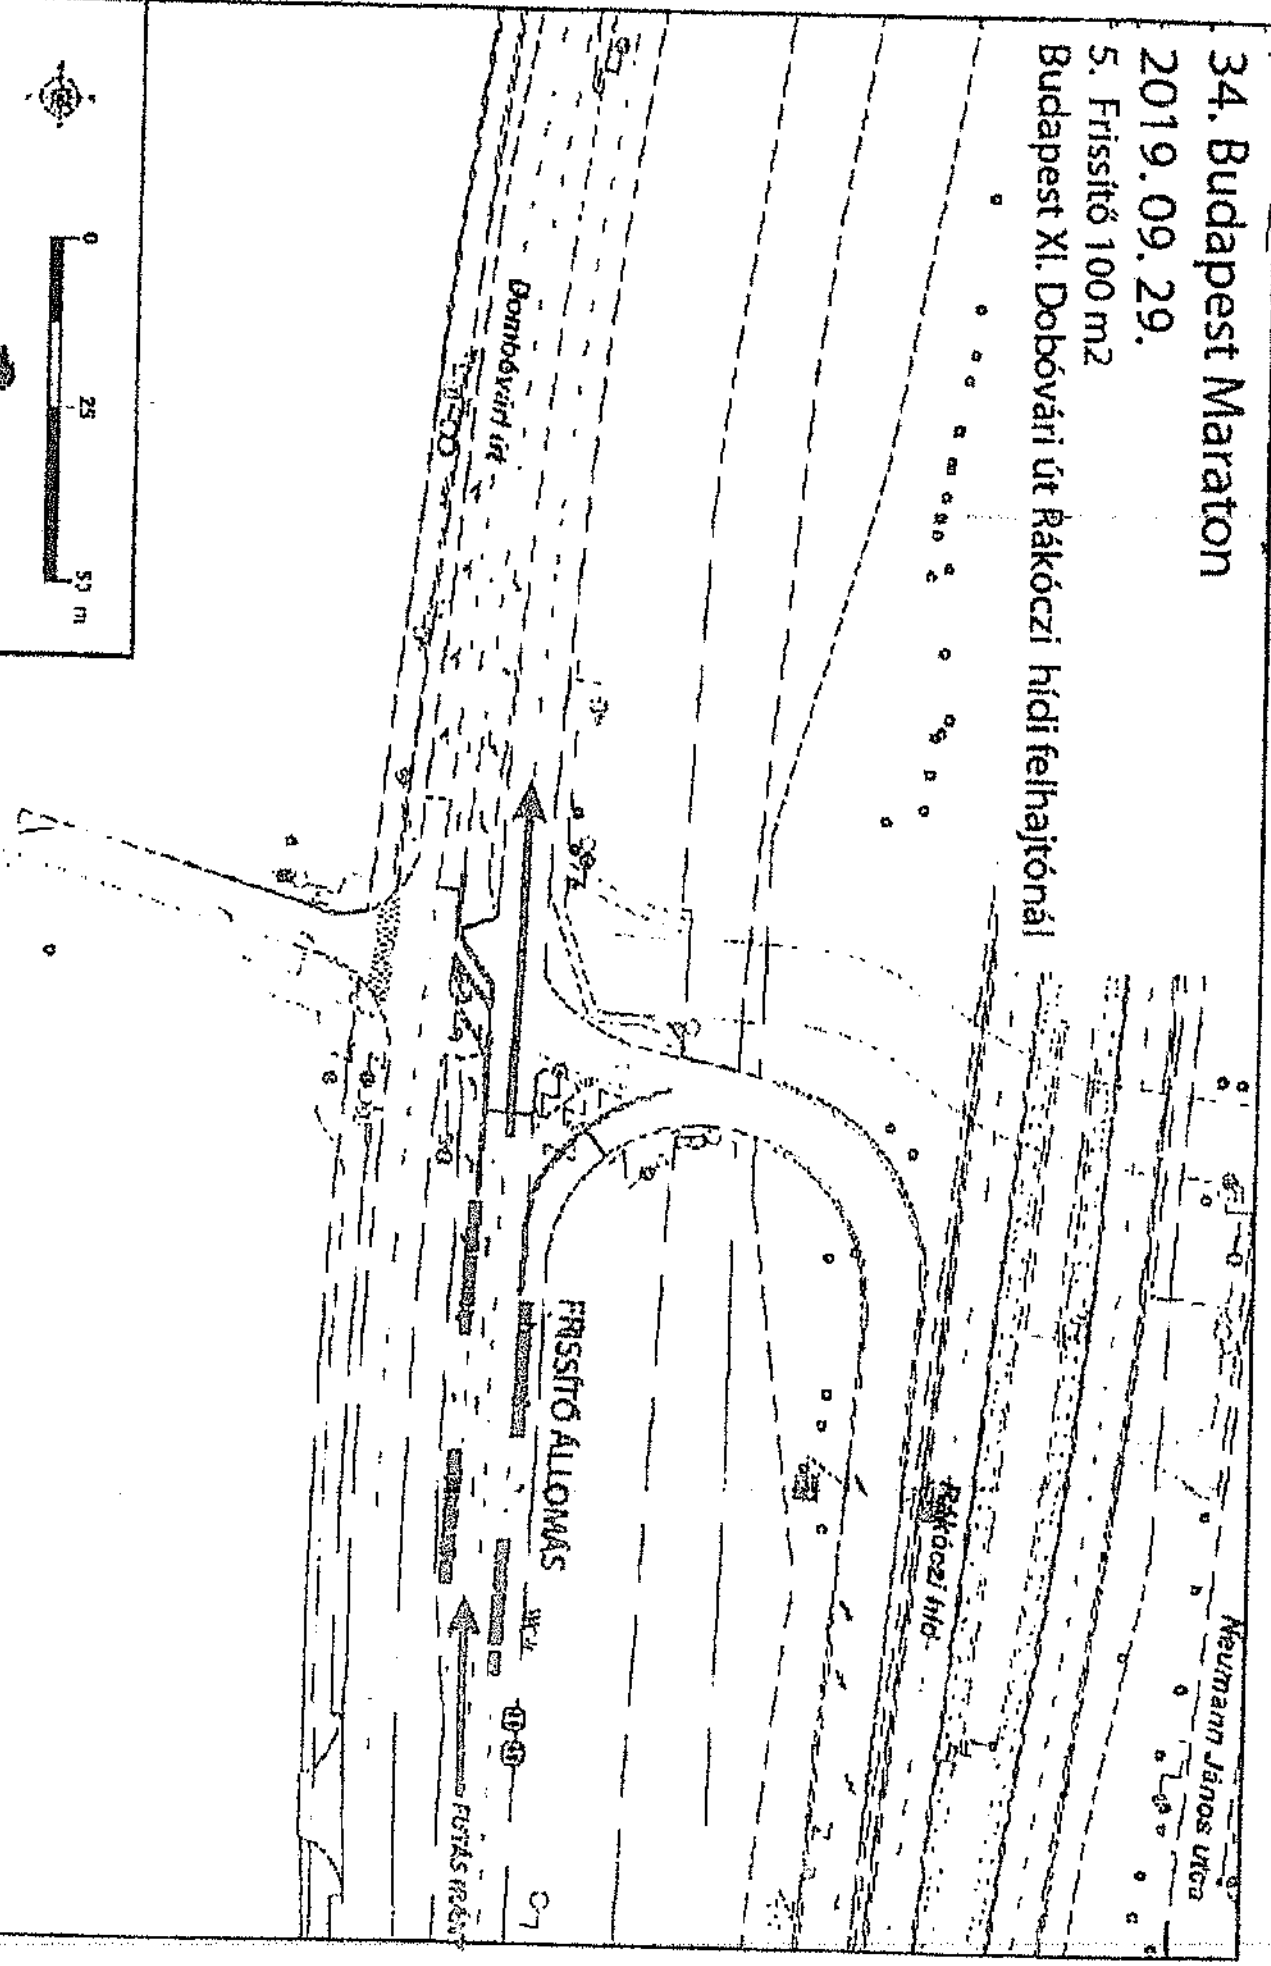 34. Budapest Maraton
2019. 09. 29.
5. Frissítő 100 m2
Budapest XI. Dobóvári út Rákóczi hídi felhajtónál
Neumann János utca
Rákóczi híd
FRISSÍTŐ ÁLLOMÁS
Dombóvári út
FUTÁS
0 25 50 m